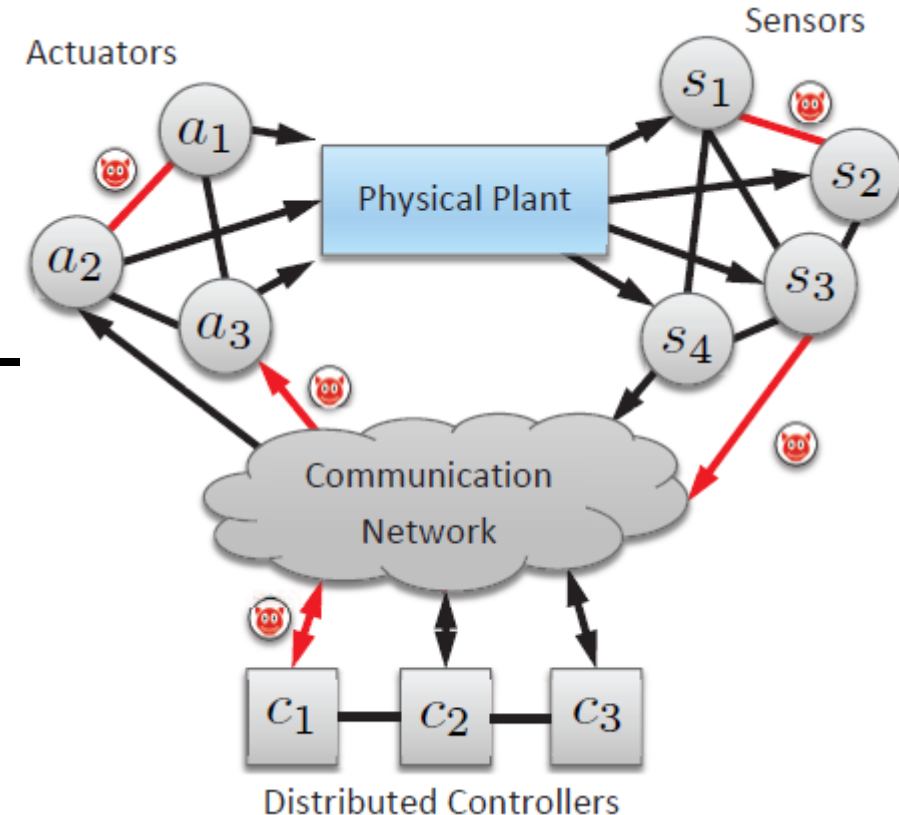 Sensors
Actuators
s1
a1
s2
Physical Plant
a2
s3
a3
s4
Communication
Network
c1
c2
c3
Distributed Controllers